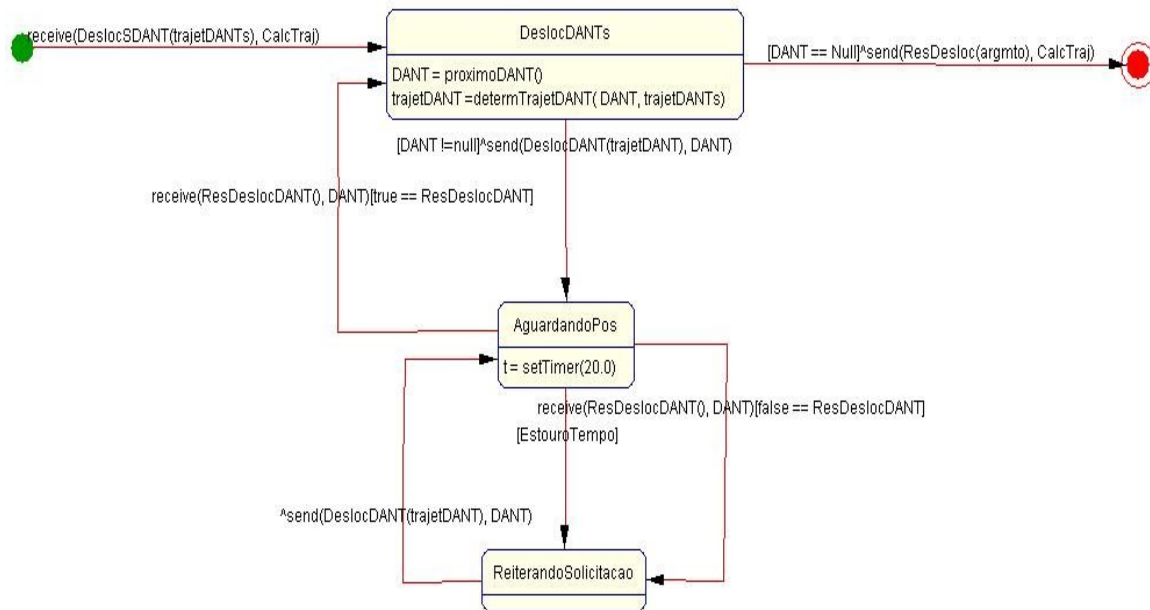 receive(DeslocSDANT(trajetDANTs), CalcTraj)
DeslocDANTs
[DANT == Null]^send(ResDesloc(argmto), CalcTraj)
DANT = proximoDANT()
trajetDANT =determTrajetDANT( DANT, trajetDANTs)
[DANT !=null]^send(DeslocDANT(trajetDANT), DANT)
receive(ResDeslocDANT(), DANT)[true == ResDeslocDANT]
AguardandoPos
t = setTimer(20.0)
receive(ResDeslocDANT(), DANT)[false == ResDeslocDANT]
[EstouroTempo]
^send(DeslocDANT(trajetDANT), DANT)
ReiterandoSolicitacao